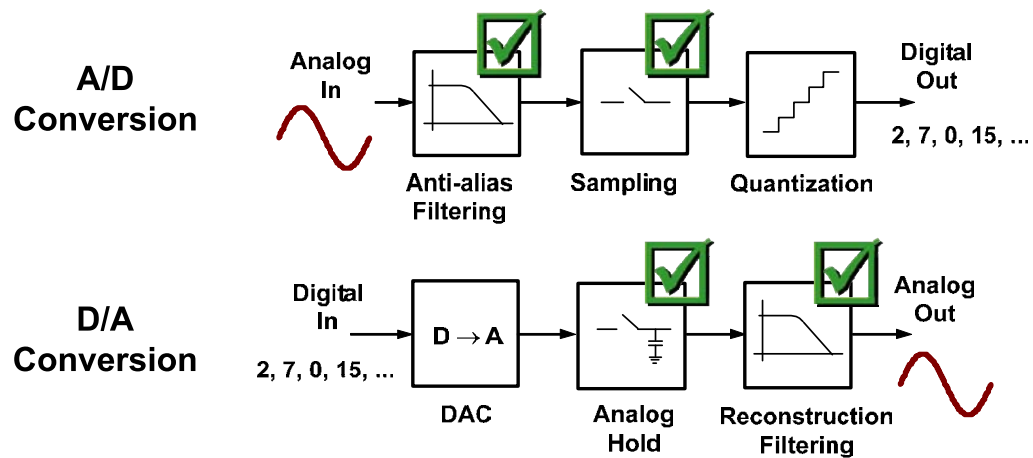 A/D
Conversion
Analog
In
Anti-alias
Filtering
Sampling
Quantization
Digital
Out
2, 7, 0, 15, ...
D/A
Conversion
Digital
In
2, 7, 0, 15, ...
D → A
DAC
Analog
Hold
Reconstruction
Filtering
Analog
Out